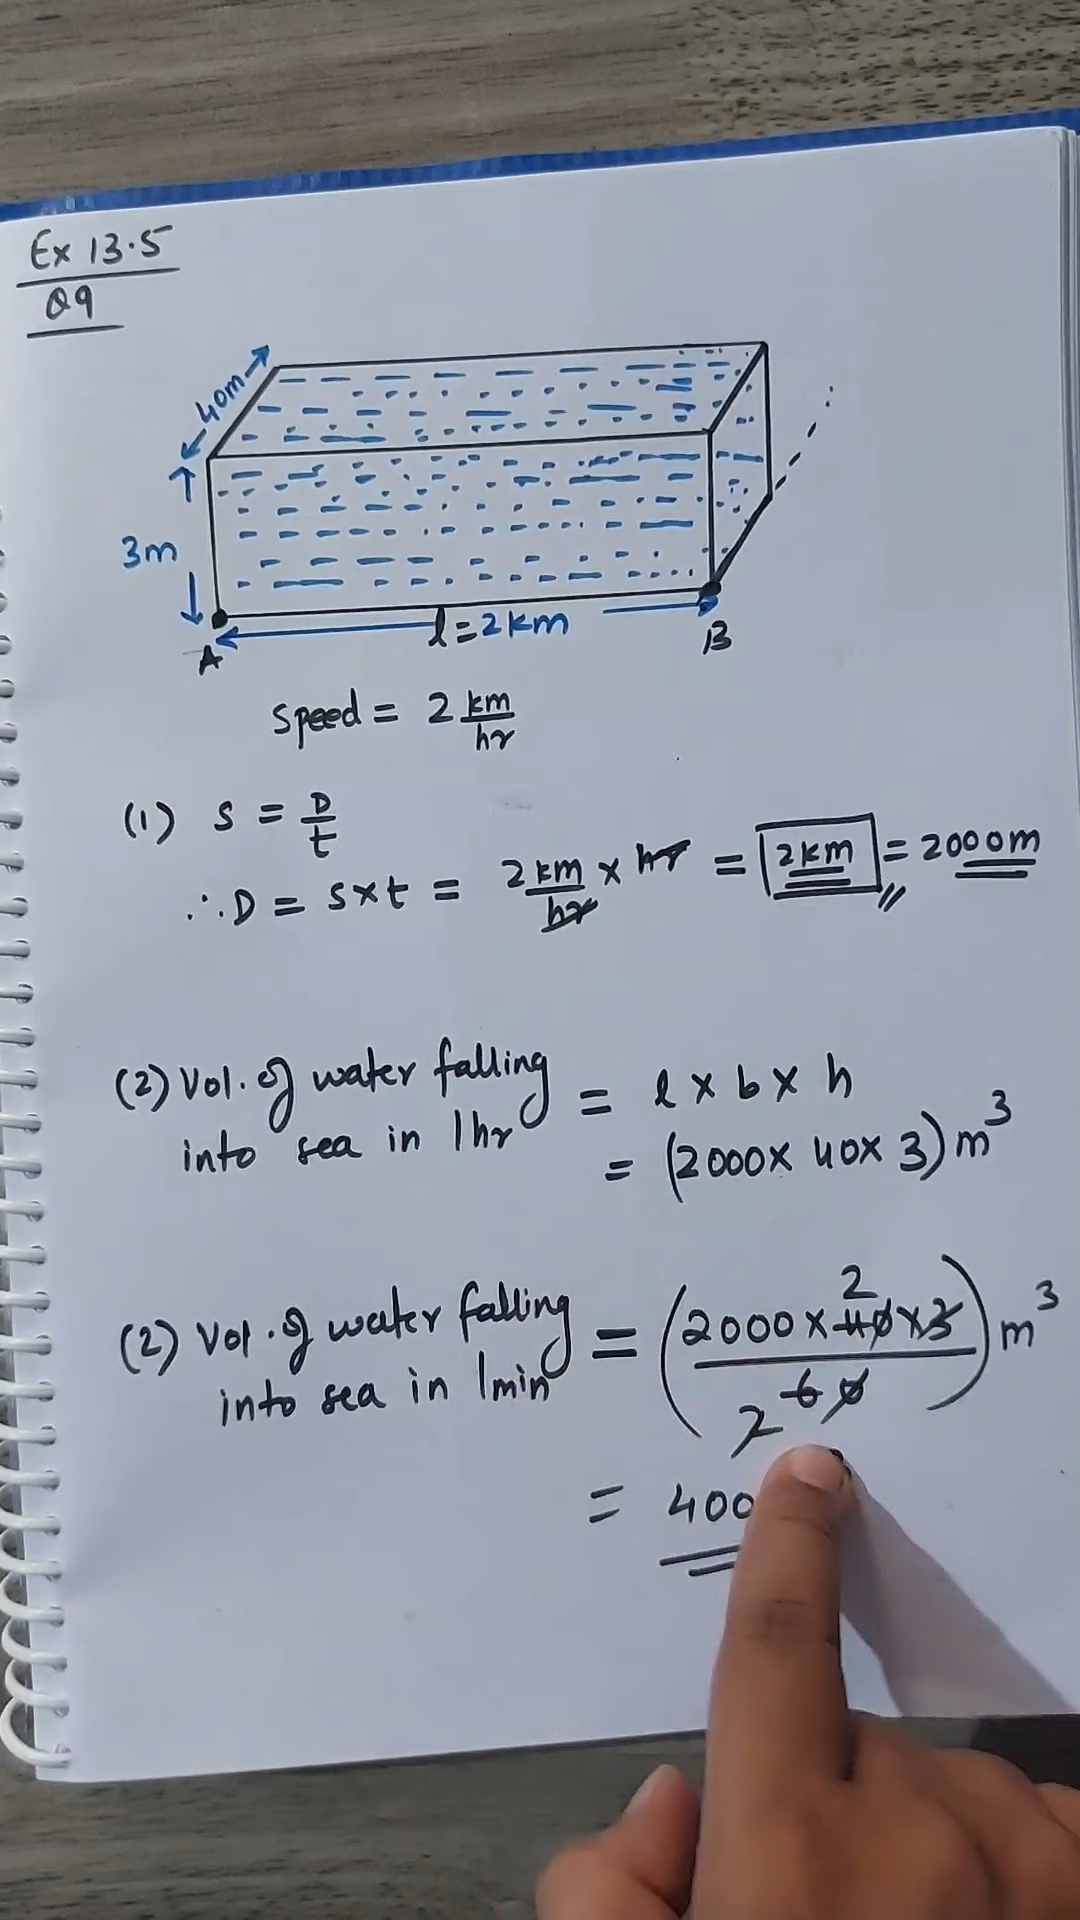 Ex 13.5
Q9
40m
3m
l = 2km
A
B
Speed = 2 km/hr
(1) S = D/t
∴ D = S x t = 2 km/hr x hr = 2km = 2000m
(2) Vol. of water falling into sea in 1hr = l x b x h
= (2000 x 40 x 3) m³
(2) Vol. of water falling into sea in 1min = (2000 x 40 x 3 / 60) m³
2
2
= 400